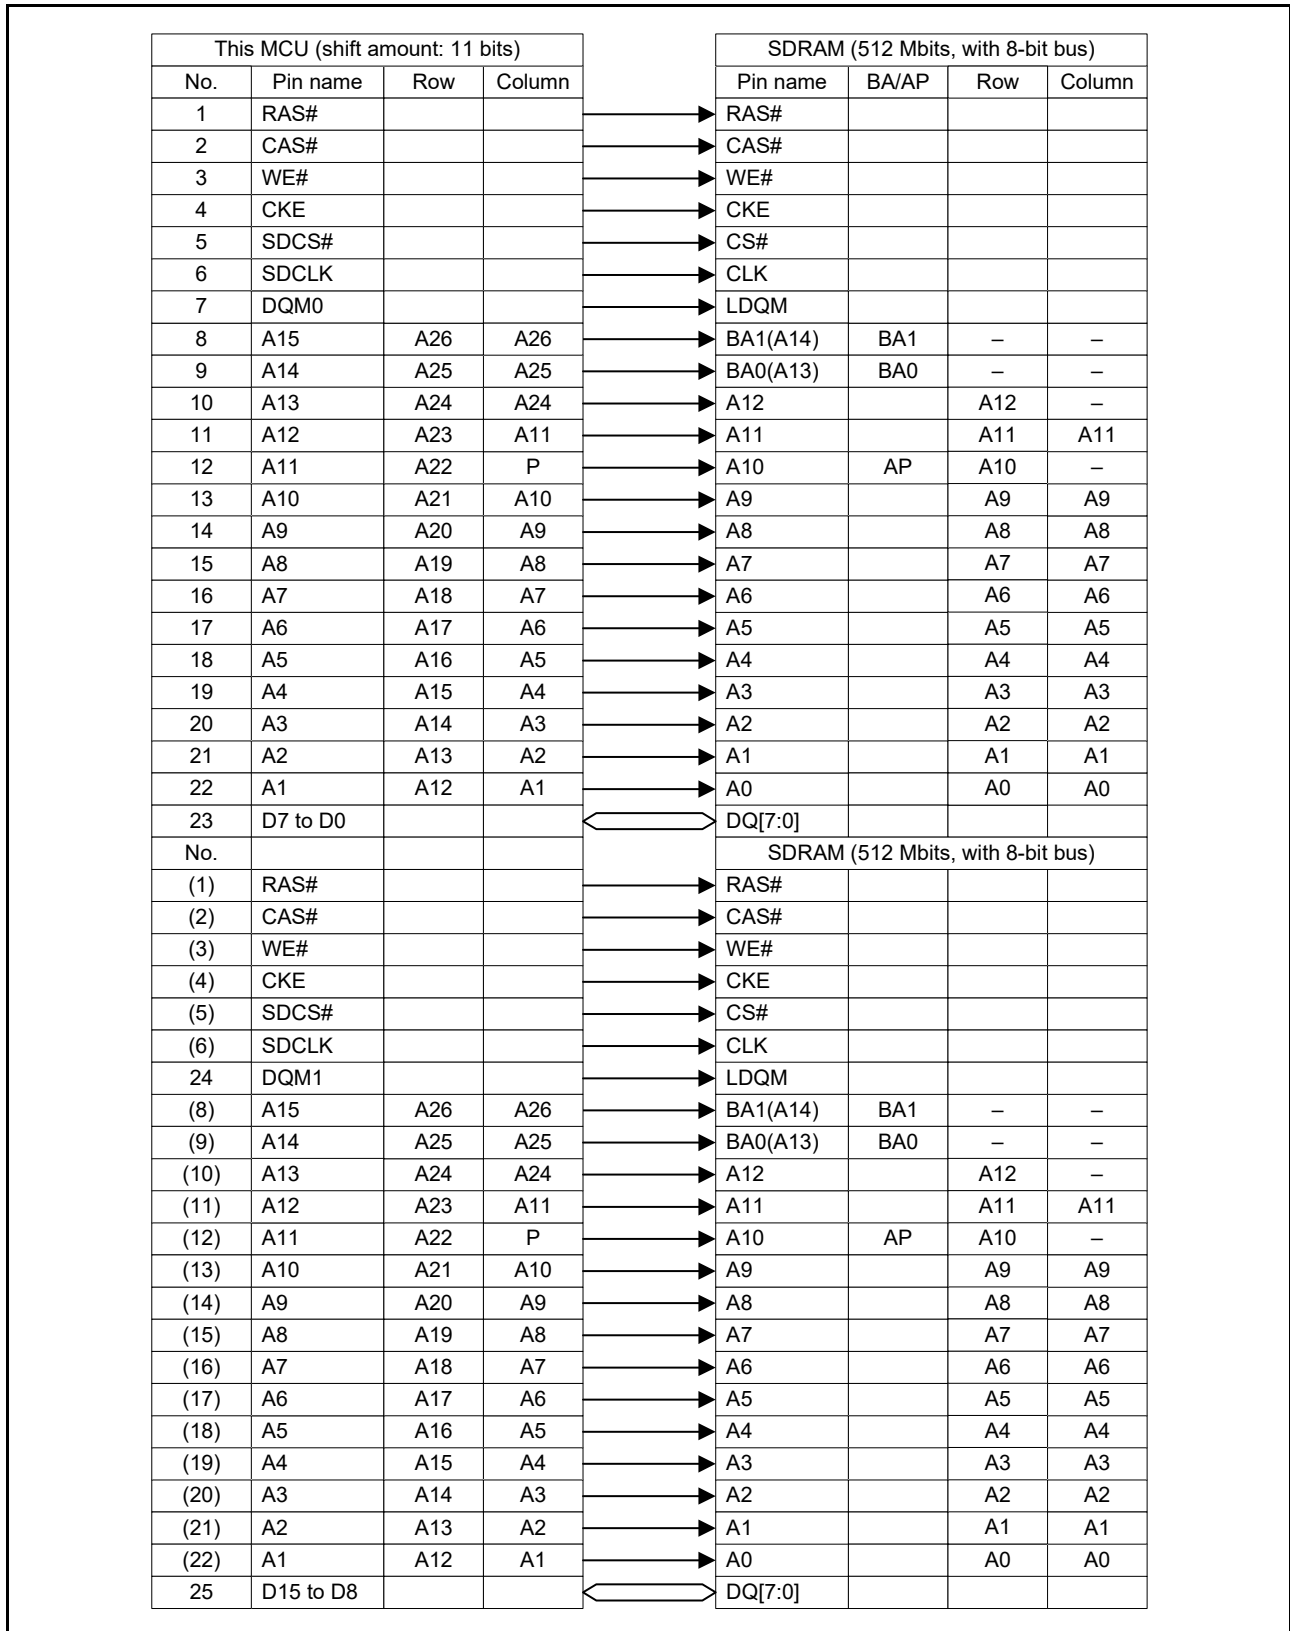 This MCU (shift amount: 11 bits) SDRAM (512 Mbits, with 8-bit bus)
No. Pin name Row Column Pin name BA/AP Row Column
1 RAS# RAS#
2 CAS# CAS#
3 WE# WE#
4 CKE CKE
5 SDCS# CS#
6 SDCLK CLK
7 DQM0 LDQM
8 A15 A26 A26 BA1(A14) BA1 – –
9 A14 A25 A25 BA0(A13) BA0 – –
10 A13 A24 A24 A12 A12 –
11 A12 A23 A11 A11 A11 A11
12 A11 A22 P A10 AP A10 –
13 A10 A21 A10 A9 A9 A9
14 A9 A20 A9 A8 A8 A8
15 A8 A19 A8 A7 A7 A7
16 A7 A18 A7 A6 A6 A6
17 A6 A17 A6 A5 A5 A5
18 A5 A16 A5 A4 A4 A4
19 A4 A15 A4 A3 A3 A3
20 A3 A14 A3 A2 A2 A2
21 A2 A13 A2 A1 A1 A1
22 A1 A12 A1 A0 A0 A0
23 D7 to D0 DQ[7:0]
No. SDRAM (512 Mbits, with 8-bit bus)
(1) RAS# RAS#
(2) CAS# CAS#
(3) WE# WE#
(4) CKE CKE
(5) SDCS# CS#
(6) SDCLK CLK
24 DQM1 LDQM
(8) A15 A26 A26 BA1(A14) BA1 – –
(9) A14 A25 A25 BA0(A13) BA0 – –
(10) A13 A24 A24 A12 A12 –
(11) A12 A23 A11 A11 A11 A11
(12) A11 A22 P A10 AP A10 –
(13) A10 A21 A10 A9 A9 A9
(14) A9 A20 A9 A8 A8 A8
(15) A8 A19 A8 A7 A7 A7
(16) A7 A18 A7 A6 A6 A6
(17) A6 A17 A6 A5 A5 A5
(18) A5 A16 A5 A4 A4 A4
(19) A4 A15 A4 A3 A3 A3
(20) A3 A14 A3 A2 A2 A2
(21) A2 A13 A2 A1 A1 A1
(22) A1 A12 A1 A0 A0 A0
25 D15 to D8 DQ[7:0]